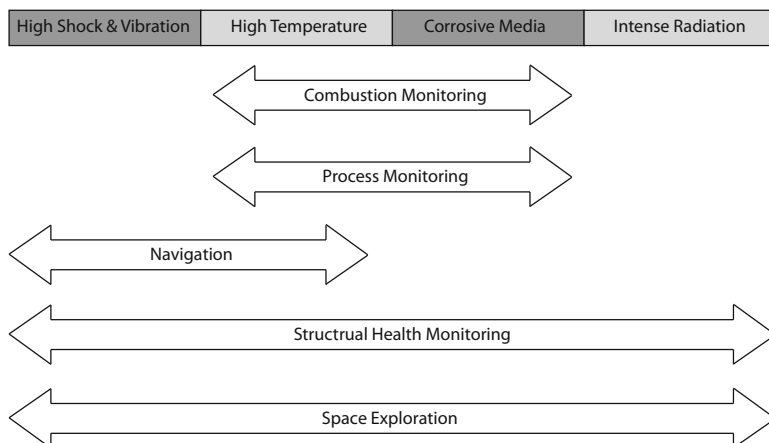 High Shock & Vibration High Temperature Corrosive Media Intense Radiation
Combustion Monitoring
Process Monitoring
Navigation
Structrual Health Monitoring
Space Exploration